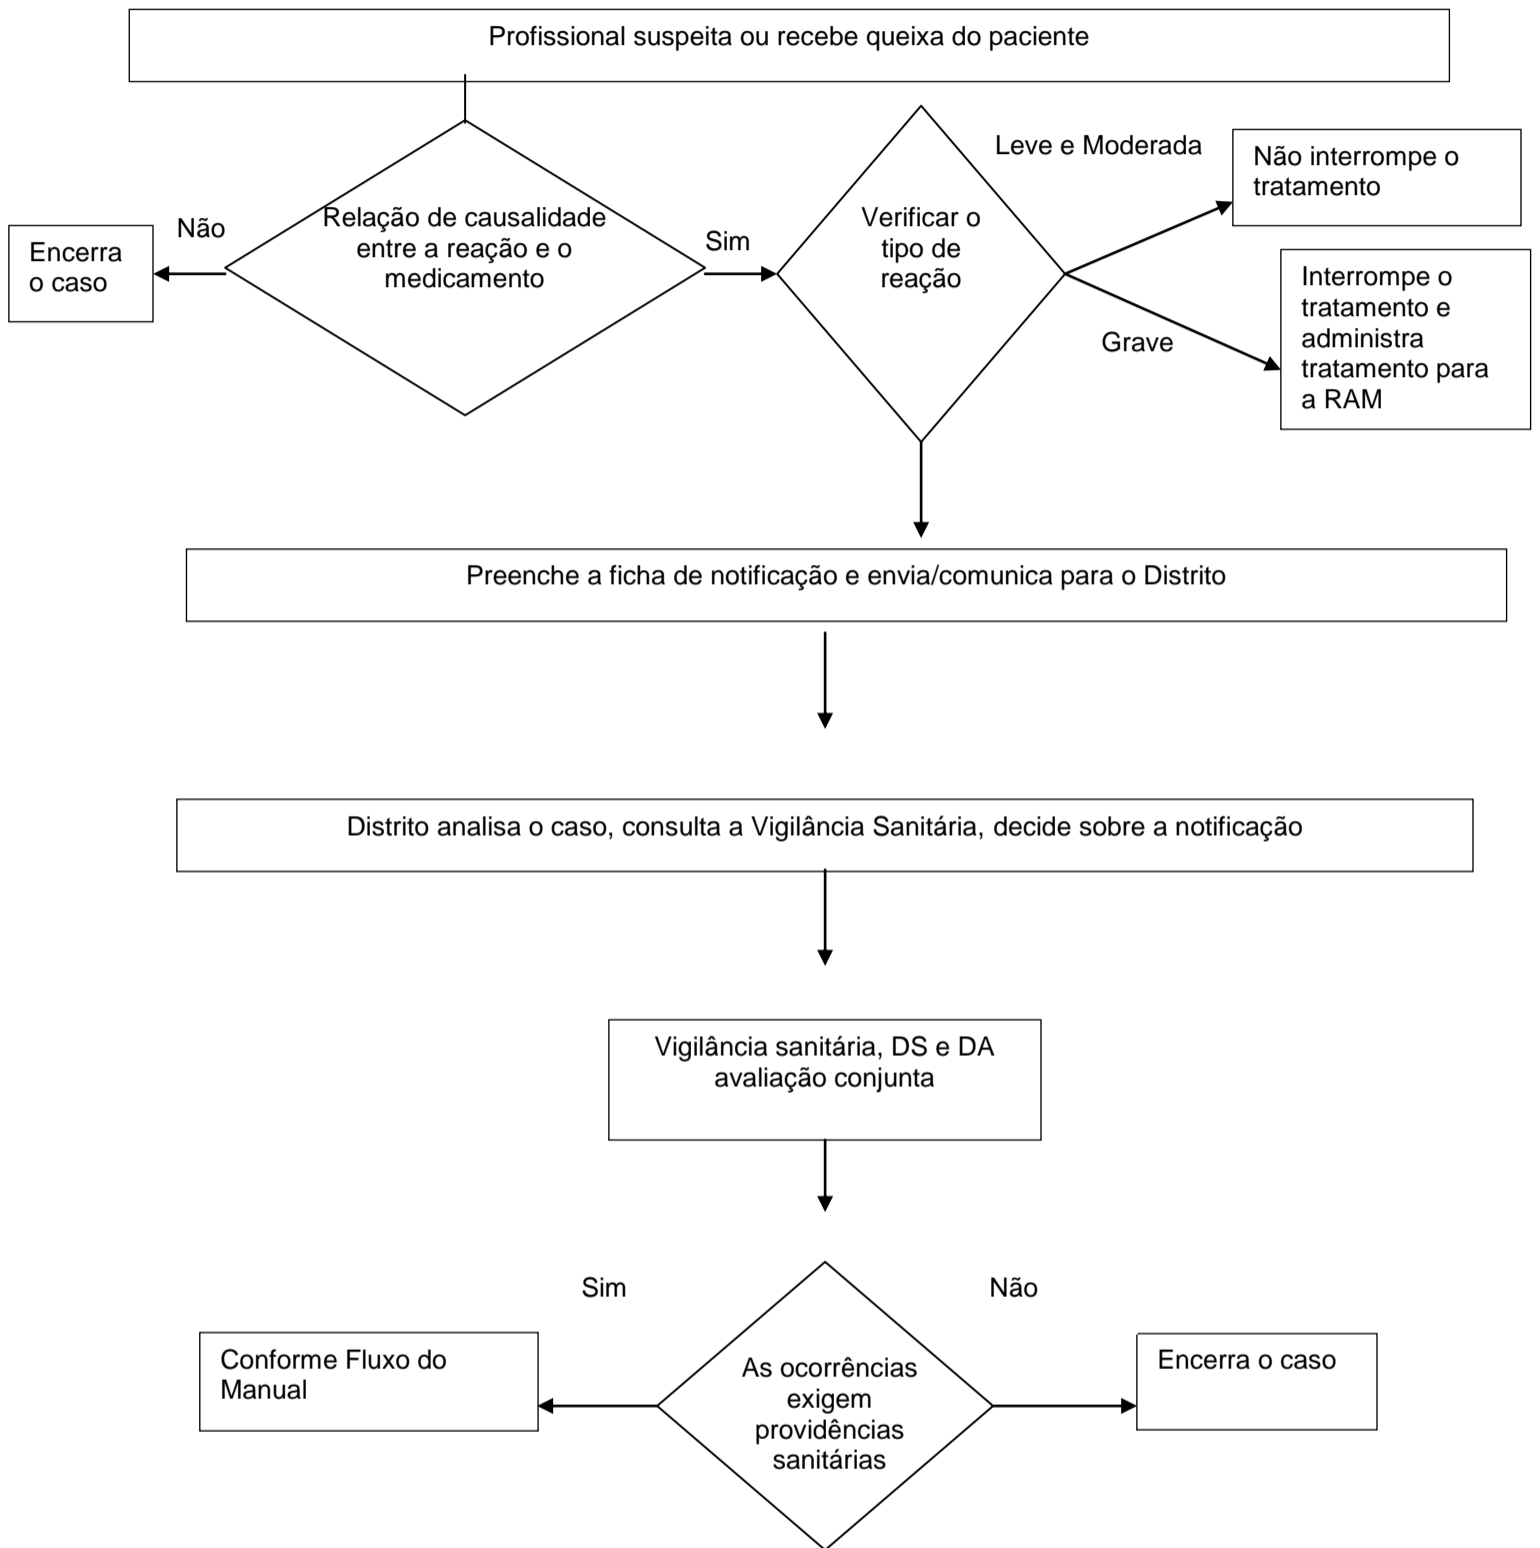 Profissional suspeita ou recebe queixa do paciente
Não
Encerra
o caso
Relação de causalidade
entre a reação e o
medicamento
Sim
Verificar o
tipo de
reação
Leve e Moderada
Não interrompe o
tratamento
Grave
Interrompe o
tratamento e
administra
tratamento para
a RAM
Preenche a ficha de notificação e envia/comunica para o Distrito
Distrito analisa o caso, consulta a Vigilância Sanitária, decide sobre a notificação
Vigilância sanitária, DS e DA
avaliação conjunta
Sim
Não
Conforme Fluxo do
Manual
As ocorrências
exigem
providências
sanitárias
Encerra o caso